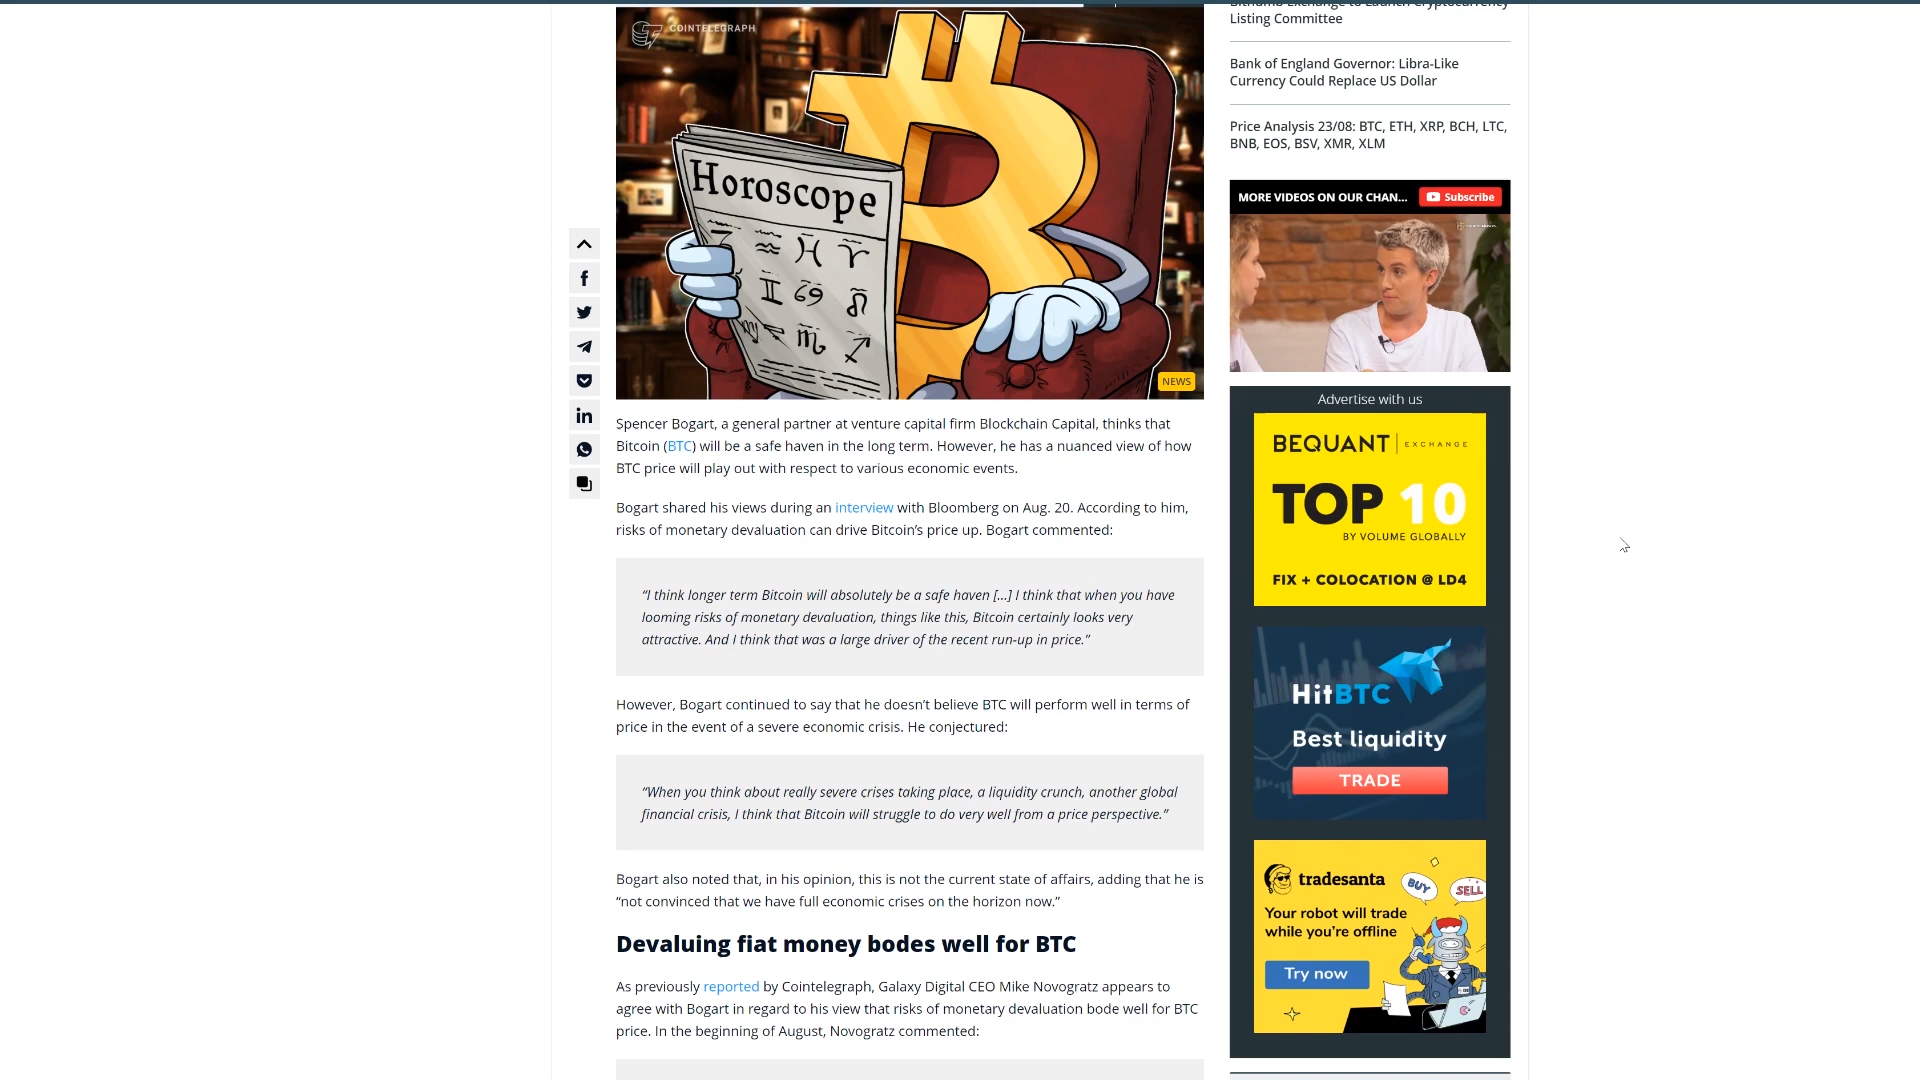 COINTELEGRAPH
Horoscope
NEWS
Spencer Bogart, a general partner at venture capital firm Blockchain Capital, thinks that
Bitcoin (BTC) will be a safe haven in the long term. However, he has a nuanced view of how
BTC price will play out with respect to various economic events.
Bogart shared his views during an interview with Bloomberg on Aug. 20. According to him,
risks of monetary devaluation can drive Bitcoin’s price up. Bogart commented:
“I think longer term Bitcoin will absolutely be a safe haven [...] I think that when you have
looming risks of monetary devaluation, things like this, Bitcoin certainly looks very
attractive. And I think that was a large driver of the recent run-up in price.”
However, Bogart continued to say that he doesn’t believe BTC will perform well in terms of
price in the event of a severe economic crisis. He conjectured:
“When you think about really severe crises taking place, a liquidity crunch, another global
financial crisis, I think that Bitcoin will struggle to do very well from a price perspective.”
Bogart also noted that, in his opinion, this is not the current state of affairs, adding that he is
“not convinced that we have full economic crises on the horizon now.”
Devaluing fiat money bodes well for BTC
As previously reported by Cointelegraph, Galaxy Digital CEO Mike Novogratz appears to
agree with Bogart in regard to his view that risks of monetary devaluation bode well for BTC
price. In the beginning of August, Novogratz commented:
Bithumb Exchange to Launch Cryptocurrency
Listing Committee
Bank of England Governor: Libra-Like
Currency Could Replace US Dollar
Price Analysis 23/08: BTC, ETH, XRP, BCH, LTC,
BNB, EOS, BSV, XMR, XLM
MORE VIDEOS ON OUR CHAN...
Subscribe
Advertise with us
BEQUANT | EXCHANGE
TOP 10
BY VOLUME GLOBALLY
FIX + COLOCATION @ LD4
HitBTC
Best liquidity
TRADE
tradesanta
BUY
SELL
Your robot will trade
while you’re offline
Try now